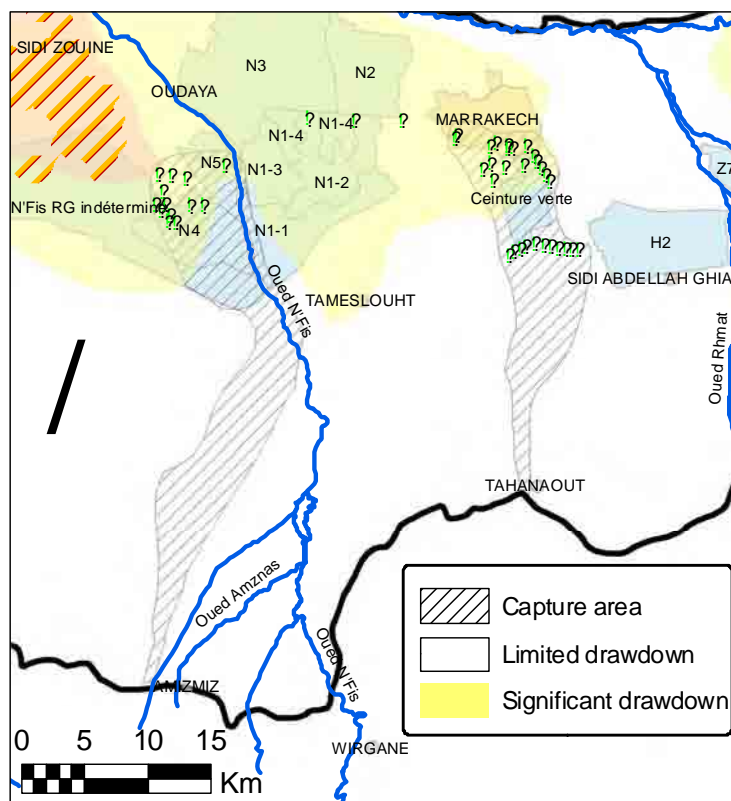 SIDI ZOUINE
N3
N2
OUDAYA
MARRAKECH
N1-4
N1-4
N5
N1-3
N1-2
Ceinture verte
Z7
N'Fis RG indéterminé
N4
N1-1
H2
Oued N'Fis
TAMESLOUHT
SIDI ABDELLAH GHIA
Oued Rhmat
TAHANAOUT
Oued Amznas
Oued N'Fis
AMIZMIZ
WIRGANE
Capture area
Limited drawdown
Significant drawdown
0 5 10 15
Km